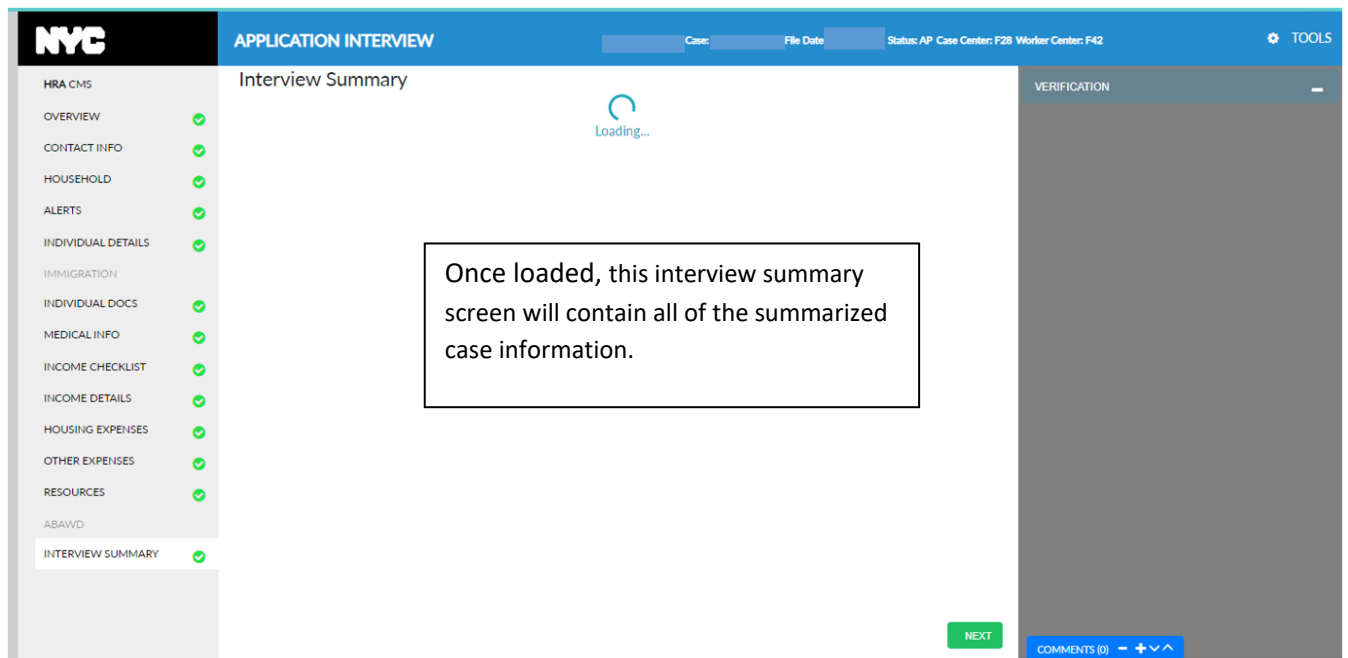 NYC
APPLICATION INTERVIEW
Case: File Date Status: AP Case Center: F28 Worker Center: F42
TOOLS
HRA CMS
OVERVIEW
CONTACT INFO
HOUSEHOLD
ALERTS
INDIVIDUAL DETAILS
IMMIGRATION
INDIVIDUAL DOCS
MEDICAL INFO
INCOME CHECKLIST
INCOME DETAILS
HOUSING EXPENSES
OTHER EXPENSES
RESOURCES
ABAWD
INTERVIEW SUMMARY
Interview Summary
Loading...
Once loaded, this interview summary
screen will contain all of the summarized
case information.
NEXT
VERIFICATION
COMMENTS (0)